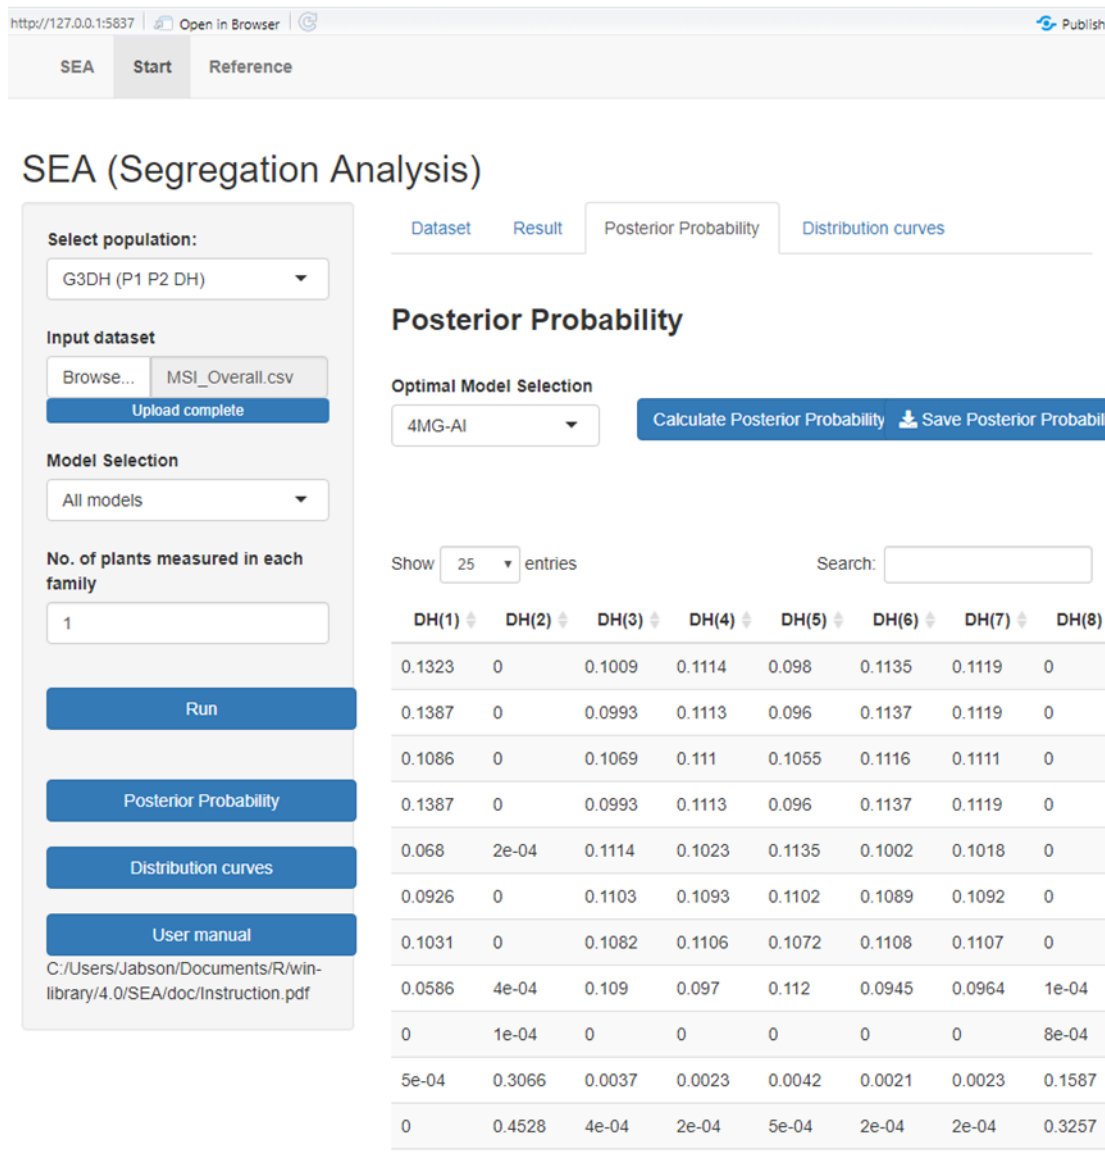 http://127.0.0.1:5837 Open in Browser Publish
SEA Start Reference
SEA (Segregation Analysis)
Select population:
G3DH (P1 P2 DH)
Input dataset
Browse... MSI_Overall.csv
Upload complete
Model Selection
All models
No. of plants measured in each
family
1
Run
Posterior Probability
Distribution curves
User manual
C:/Users/Jabson/Documents/R/win-
library/4.0/SEA/doc/Instruction.pdf
Dataset Result Posterior Probability Distribution curves
Posterior Probability
Optimal Model Selection
4MG-AI Calculate Posterior Probability Save Posterior Probabil
Show 25 entries Search:
DH(1) DH(2) DH(3) DH(4) DH(5) DH(6) DH(7) DH(8)
0.1323 0 0.1009 0.1114 0.098 0.1135 0.1119 0
0.1387 0 0.0993 0.1113 0.096 0.1137 0.1119 0
0.1086 0 0.1069 0.111 0.1055 0.1116 0.1111 0
0.1387 0 0.0993 0.1113 0.096 0.1137 0.1119 0
0.068 2e-04 0.1114 0.1023 0.1135 0.1002 0.1018 0
0.0926 0 0.1103 0.1093 0.1102 0.1089 0.1092 0
0.1031 0 0.1082 0.1106 0.1072 0.1108 0.1107 0
0.0586 4e-04 0.109 0.097 0.112 0.0945 0.0964 1e-04
0 1e-04 0 0 0 0 0 8e-04
5e-04 0.3066 0.0037 0.0023 0.0042 0.0021 0.0023 0.1587
0 0.4528 4e-04 2e-04 5e-04 2e-04 2e-04 0.3257